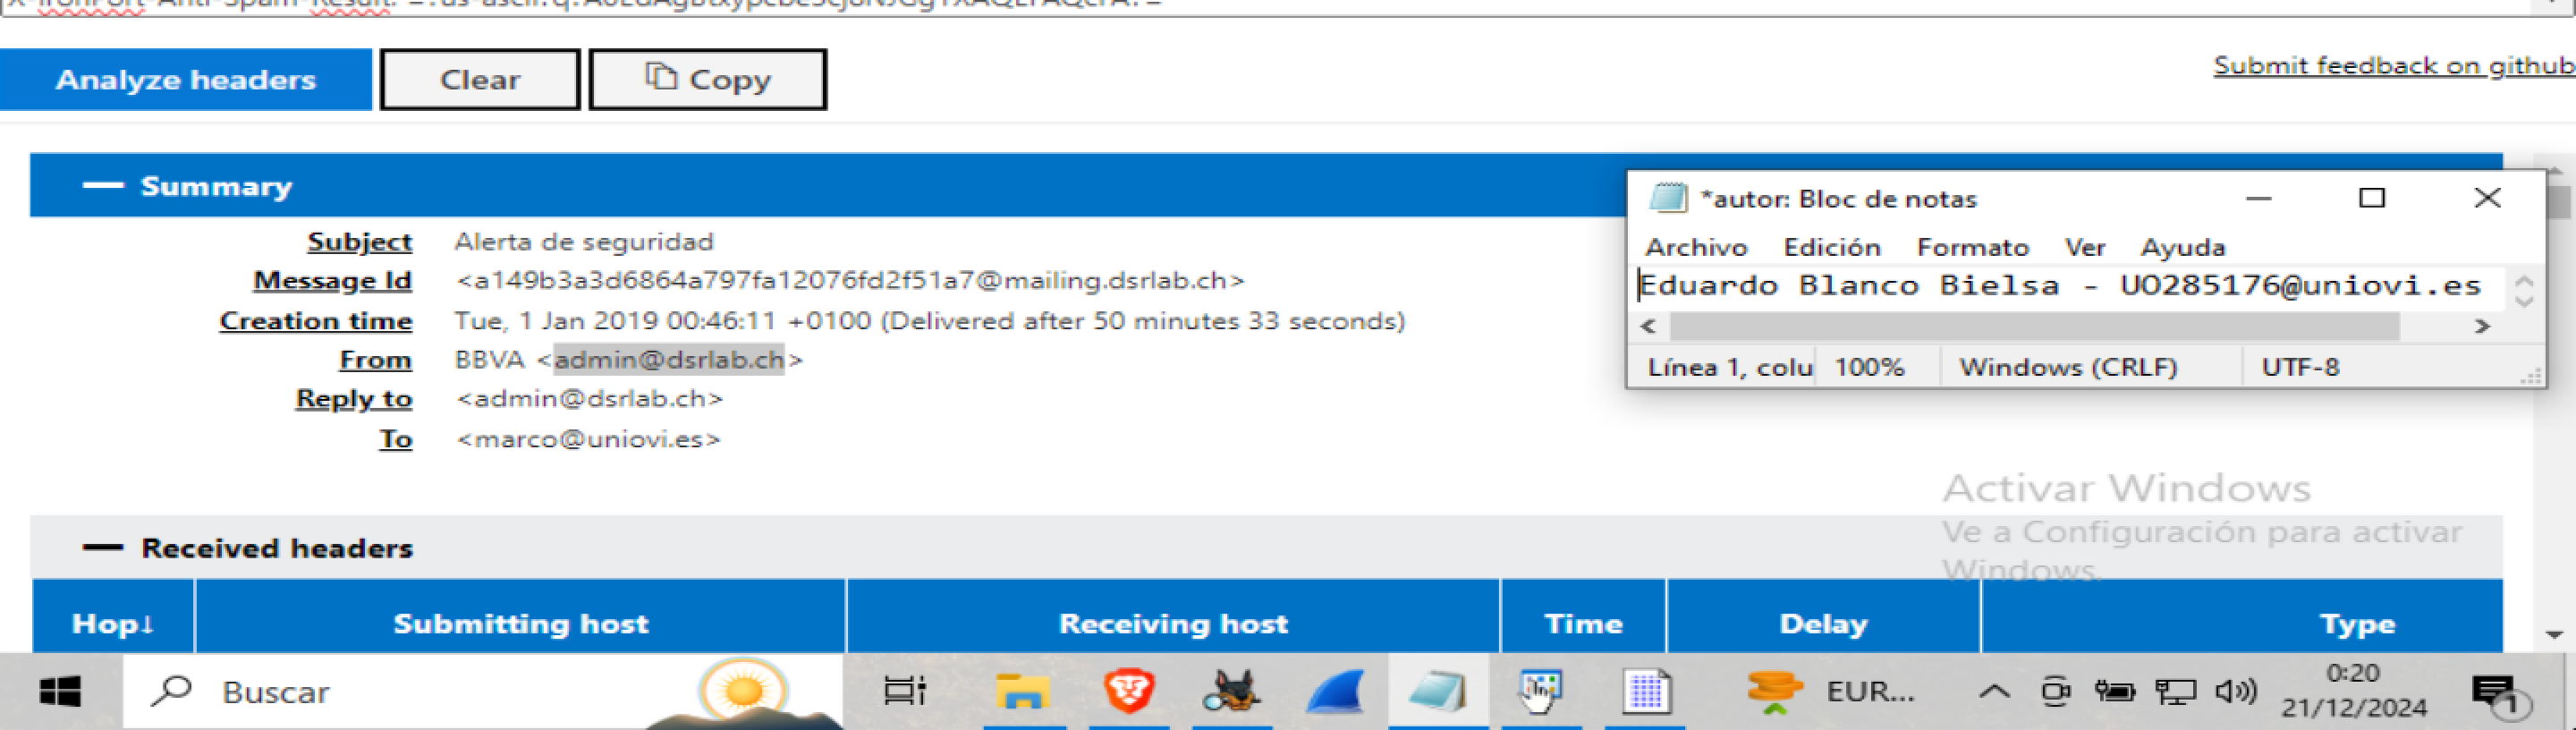 X-IronPort-Anti-Spam-Result:
Analyze headers
Clear
Copy
Submit feedback on github
Summary
Subject Alerta de seguridad
Message Id <a149b3a3d6864a797fa12076fd2f51a7@mailing.dsrlab.ch>
Creation time Tue, 1 Jan 2019 00:46:11 +0100 (Delivered after 50 minutes 33 seconds)
From BBVA <admin@dsrlab.ch>
Reply to <admin@dsrlab.ch>
To <marco@uniovi.es>
*autor: Bloc de notas
Archivo Edición Formato Ver Ayuda
Eduardo Blanco Bielsa - UO285176@uniovi.es
Línea 1, colu 100% Windows (CRLF) UTF-8
Activar Windows
Ve a Configuración para activar
Windows.
Received headers
Hop↓ Submitting host Receiving host Time Delay Type
Buscar
EUR...
0:20
21/12/2024
1